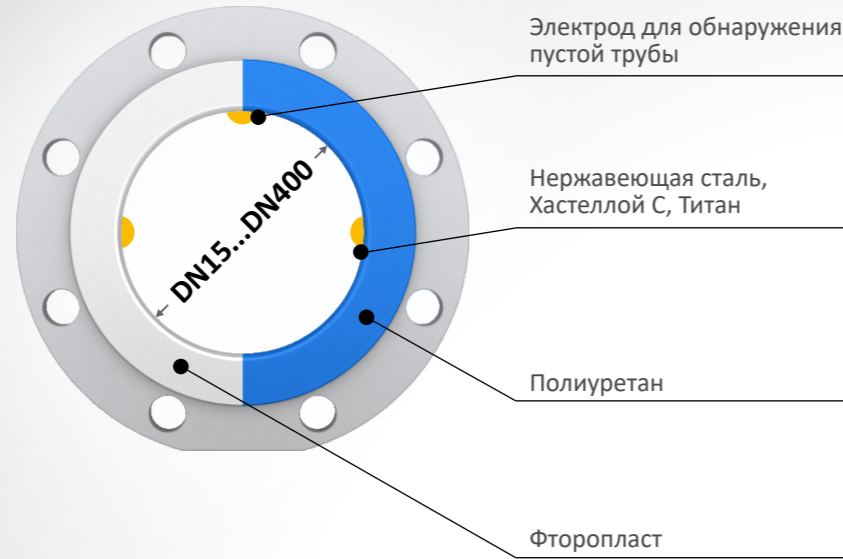 Электрод для обнаружения
пустой трубы
DN15...DN400
Нержавеющая сталь,
Хастеллой С, Титан
Полиуретан
Фторопласт